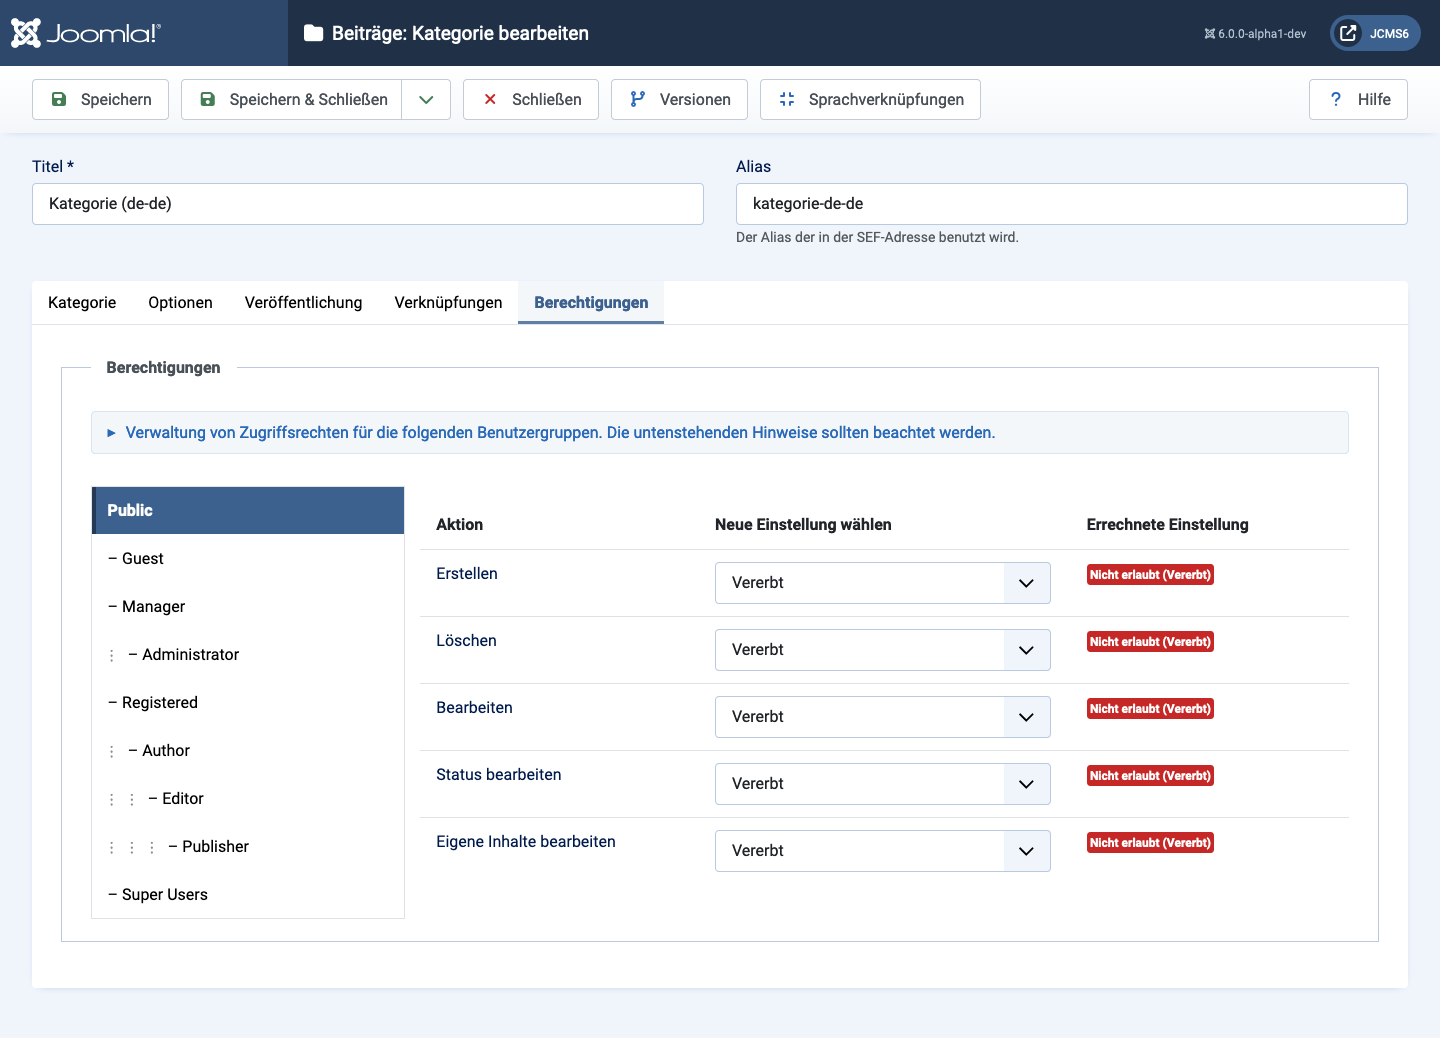 Joomla!®
Beiträge: Kategorie bearbeiten
6.0.0-alpha1-dev
JCMS6
Speichern
Speichern & Schließen
Schließen
Versionen
Sprachverknüpfungen
? Hilfe
Titel *
Alias
Kategorie (de-de)
kategorie-de-de
Der Alias der in der SEF-Adresse benutzt wird.
Kategorie
Optionen
Veröffentlichung
Verknüpfungen
Berechtigungen
Berechtigungen
Verwaltung von Zugriffsrechten für die folgenden Benutzergruppen. Die untenstehenden Hinweise sollten beachtet werden.
Public
– Guest
– Manager
– Administrator
– Registered
– Author
– Editor
– Publisher
– Super Users
Aktion
Neue Einstellung wählen
Errechnete Einstellung
Erstellen
Vererbt
Nicht erlaubt (Vererbt)
Löschen
Vererbt
Nicht erlaubt (Vererbt)
Bearbeiten
Vererbt
Nicht erlaubt (Vererbt)
Status bearbeiten
Vererbt
Nicht erlaubt (Vererbt)
Eigene Inhalte bearbeiten
Vererbt
Nicht erlaubt (Vererbt)